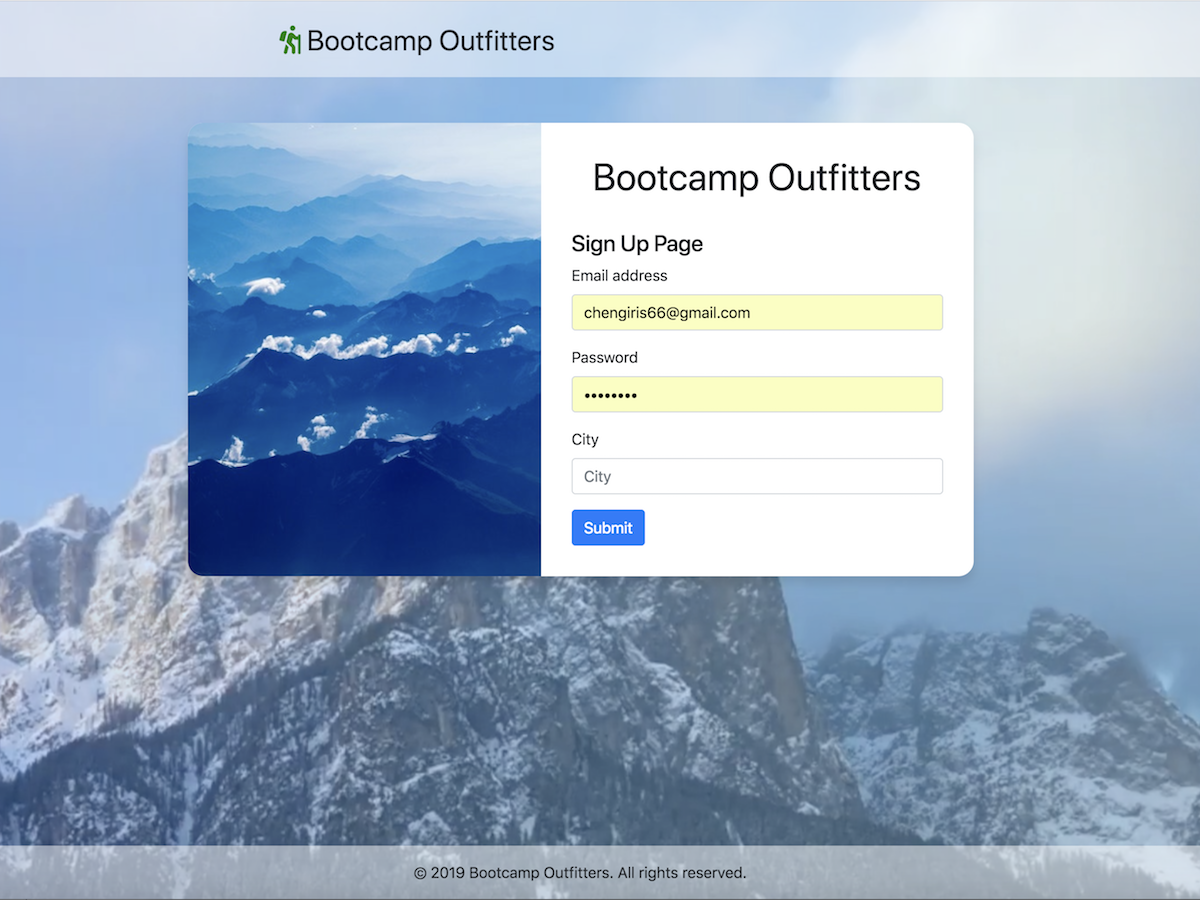 Bootcamp Outfitters
Bootcamp Outfitters
Sign Up Page
Email address
chengiris66@gmail.com
Password
••••••••
City
City
Submit
© 2019 Bootcamp Outfitters. All rights reserved.